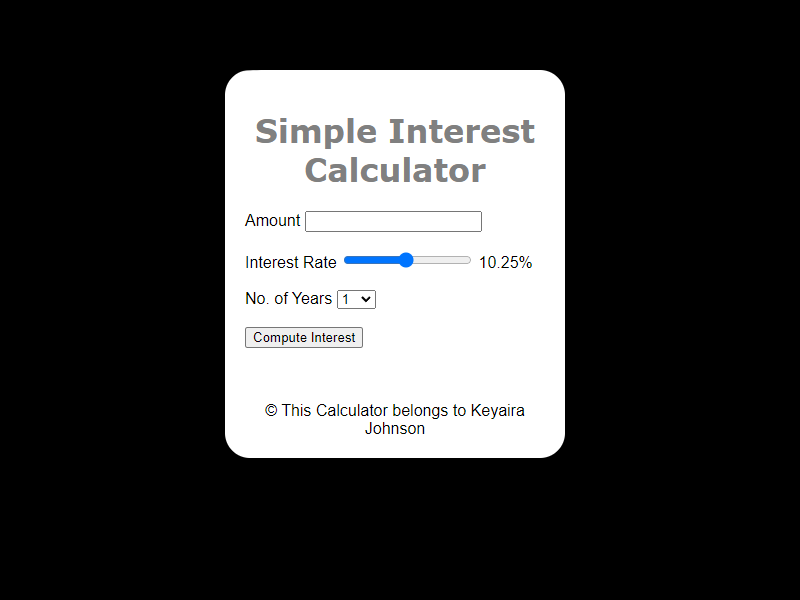 Simple Interest
Calculator
Amount
Interest Rate 10.25%
No. of Years 1
Compute Interest
© This Calculator belongs to Keyaira
Johnson